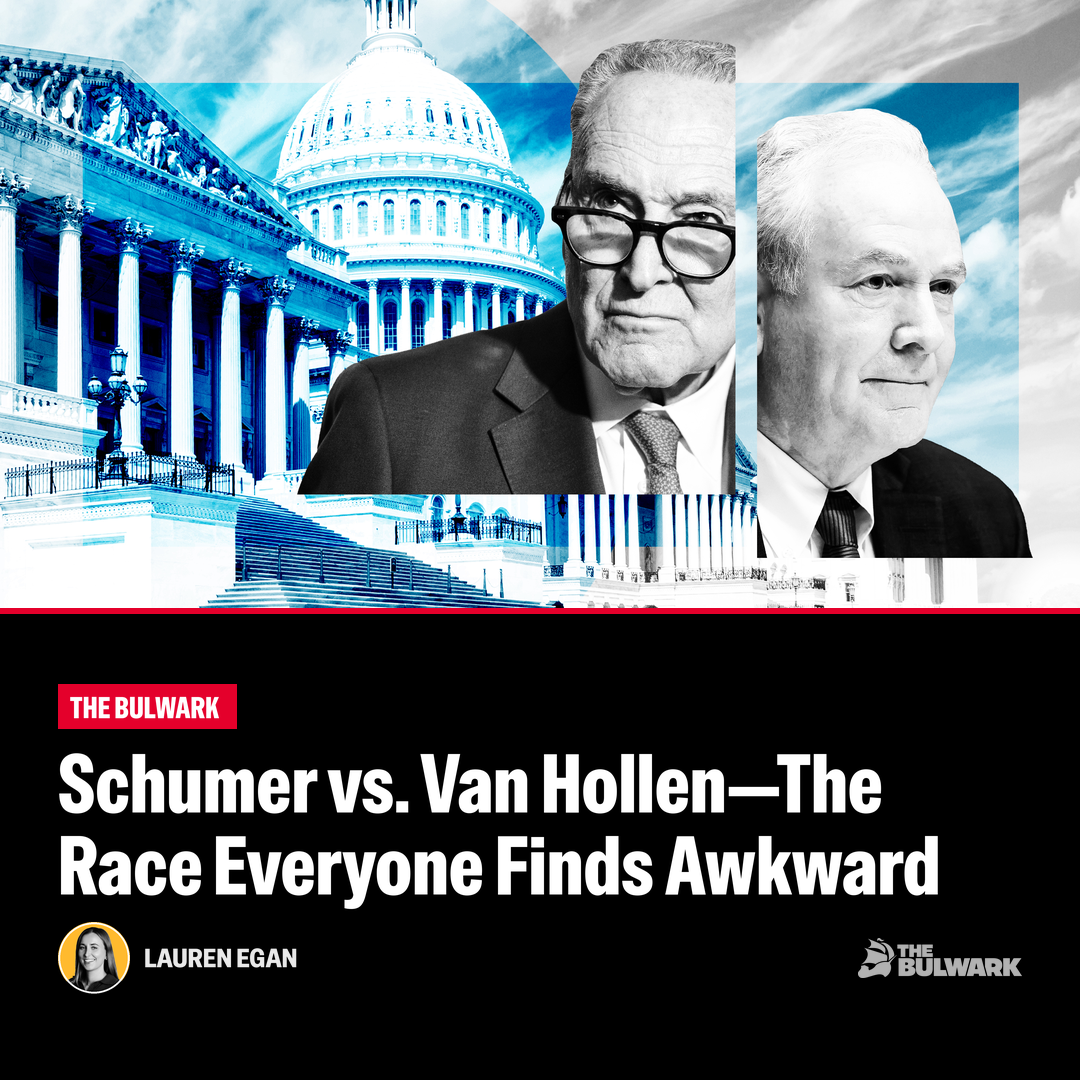 THE BULWARK
Schumer vs. Van Hollen—The
Race Everyone Finds Awkward
LAUREN EGAN
THE
BULWARK